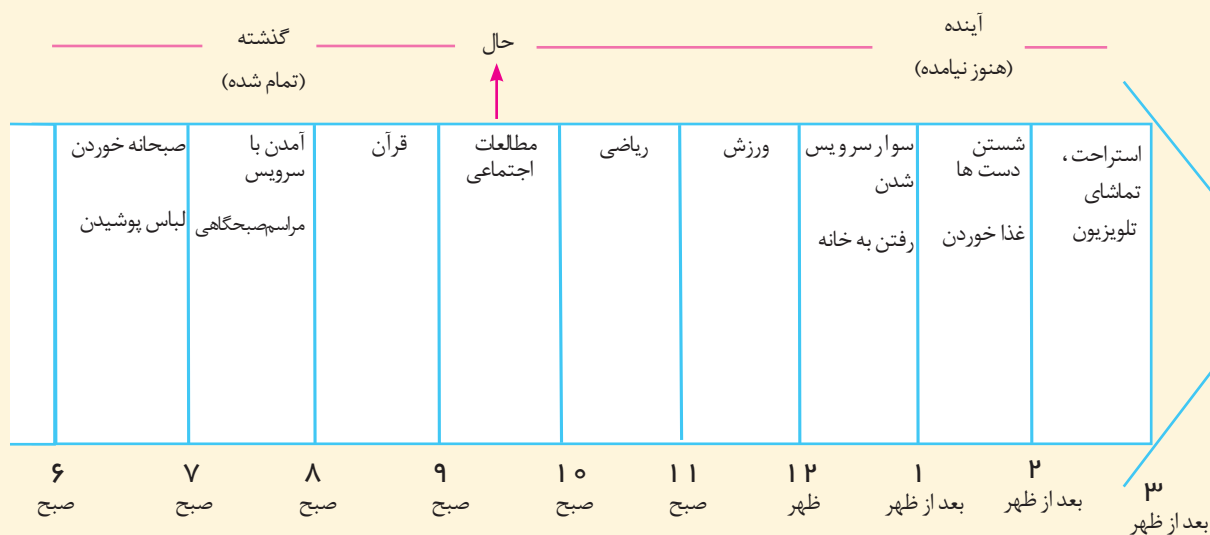 گذشته
(تمام شده)
حال
آینده
(هنوز نیامده)
صبحانه خوردن
لباس پوشیدن
آمدن با
سرویس
مراسم صبحگاهی
قرآن
مطالعات
اجتماعی
ریاضی
ورزش
سوار سرویس
شدن
رفتن به خانه
شستن
دست ها
غذا خوردن
استراحت،
تماشای
تلویزیون
۶
صبح
۷
صبح
۸
صبح
۹
صبح
۱۰
صبح
۱۱
صبح
۱۲
ظهر
۱
بعد از ظهر
۲
بعد از ظهر
۳
بعد از ظهر